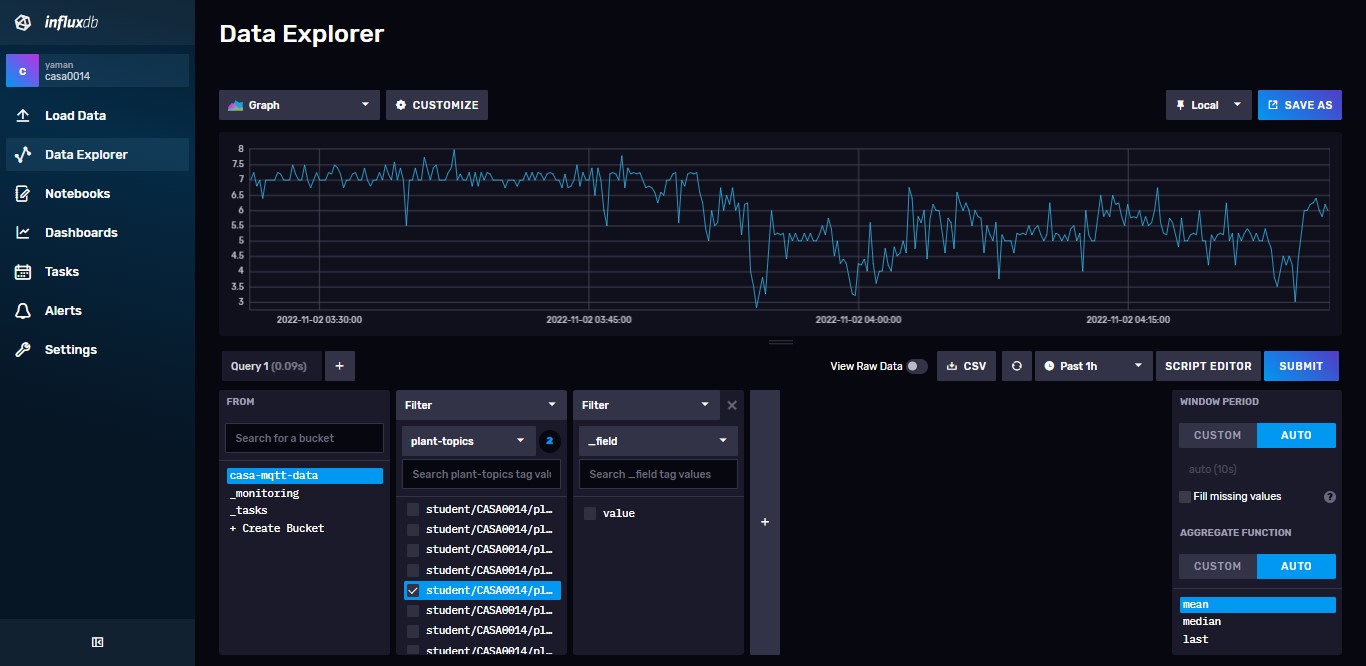 influxdb
c
yaman
casa0014
Load Data
Data Explorer
Notebooks
Dashboards
Tasks
Alerts
Settings
Data Explorer
Graph
CUSTOMIZE
Local
SAVE AS
8
7.5
7
6.5
6
5.5
5
4.5
4
3.5
3
2022-11-02 03:30:00
2022-11-02 03:45:00
2022-11-02 04:00:00
2022-11-02 04:15:00
Query 1 (0.09s)
+
View Raw Data
CSV
Past 1h
SCRIPT EDITOR
SUBMIT
FROM
Search for a bucket
casa-mqtt-data
_monitoring
_tasks
+ Create Bucket
Filter
plant-topics
2
Search plant-topics tag valu
student/CASA0014/pl…
student/CASA0014/pl…
student/CASA0014/pl…
student/CASA0014/pl…
student/CASA0014/pl…
student/CASA0014/pl…
student/CASA0014/pl…
student/CASA0014/pl…
Filter
_field
Search _field tag values
value
+
WINDOW PERIOD
CUSTOM
AUTO
auto (10s)
Fill missing values
?
AGGREGATE FUNCTION
CUSTOM
AUTO
mean
median
last